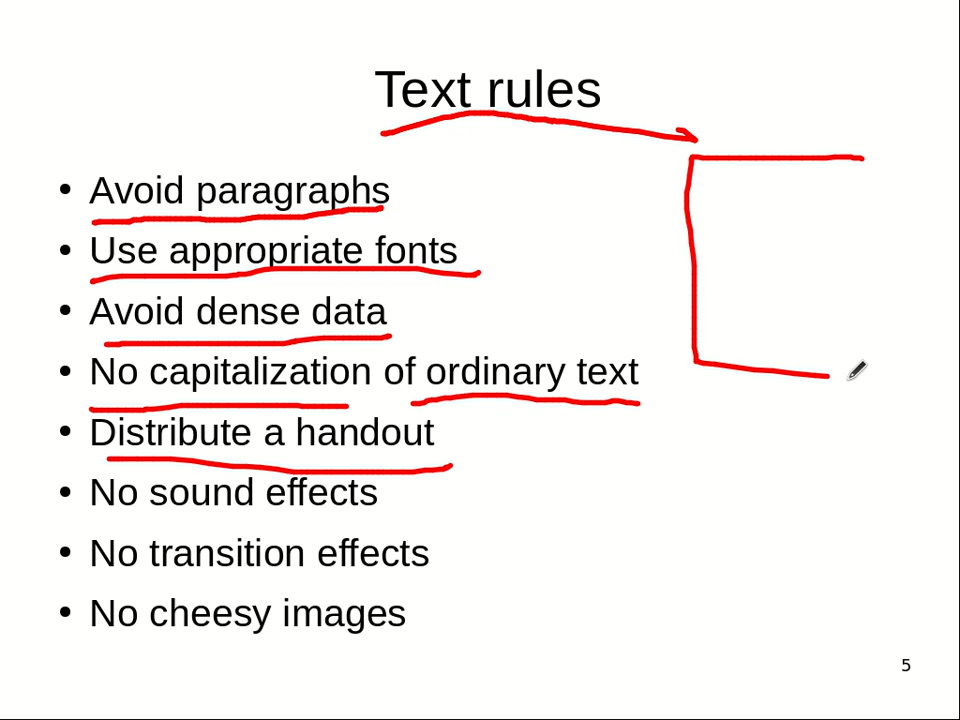 Text rules
• Avoid paragraphs
• Use appropriate fonts
• Avoid dense data
• No capitalization of ordinary text
• Distribute a handout
• No sound effects
• No transition effects
• No cheesy images
5